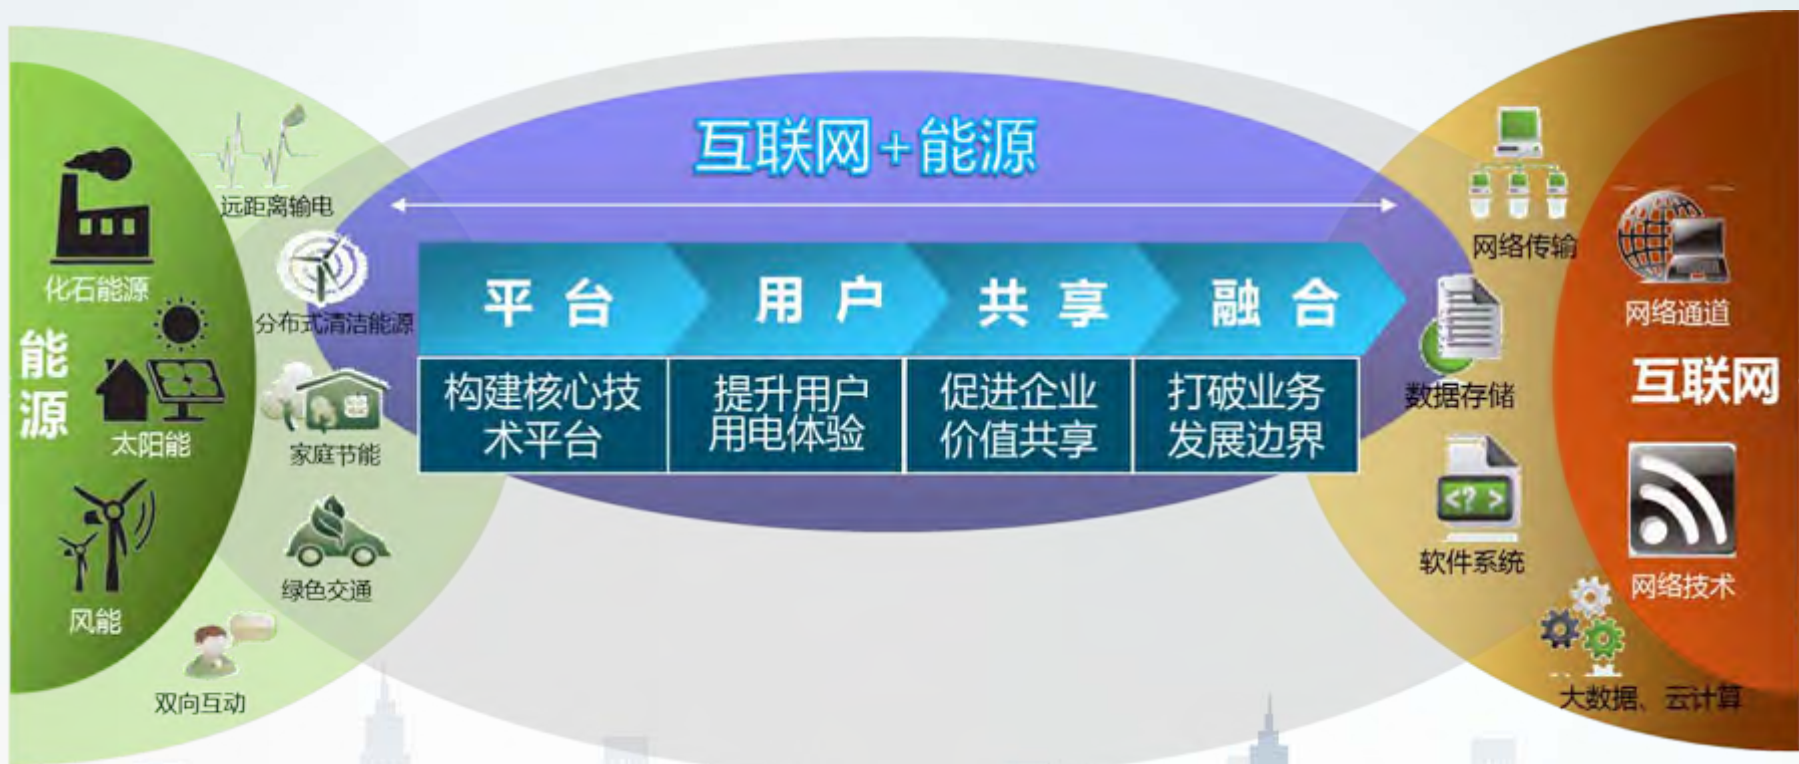 互联网+能源
远距离输电
化石能源
分布式清洁能源
能源
太阳能
家庭节能
绿色交通
风能
双向互动
平台
用户
共享
融合
构建核心技
术平台
提升用户
用电体验
促进企业
价值共享
打破业务
发展边界
网络传输
网络通道
数据存储
互联网
软件系统
<? >
网络技术
大数据、云计算